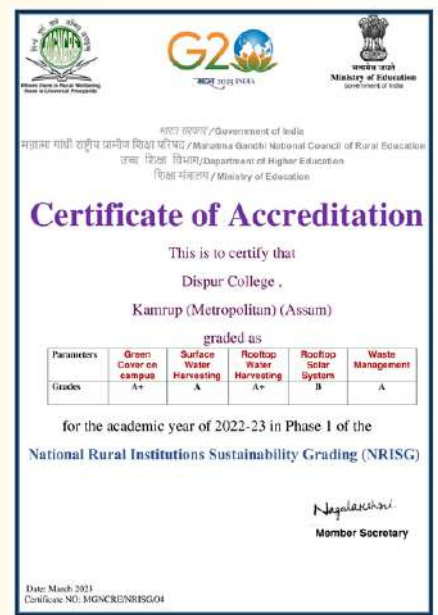 MGNCRE
Where there is Rural Wellbeing
there is Universal Prosperity
G20
भारत 2023 INDIA
सत्यमेव जयते
Ministry of Education
Government of India
भारत सरकार / Government of India
महात्मा गांधी राष्ट्रीय ग्रामीण शिक्षा परिषद / Mahatma Gandhi National Council of Rural Education
उच्च शिक्षा विभाग/Department of Higher Education
शिक्षा मंत्रालय / Ministry of Education
Certificate of Accreditation
This is to certify that
Dispur College ,
Kamrup (Metropolitan) (Assam)
graded as
Parameters Green Cover on campus Surface Water Harvesting Rooftop Water Harvesting Rooftop Solar System Waste Management
Grades A+ A A+ B A
for the academic year of 2022-23 in Phase 1 of the
National Rural Institutions Sustainability Grading (NRISG)
Nagalakshmi.
Member Secretary
Date: March 2023
Certificate NO: MGNCRE/NRISG/04